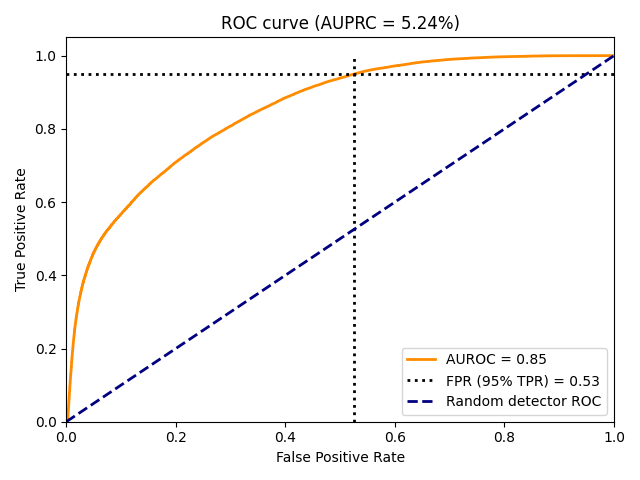 ROC curve (AUPRC = 5.24%)
True Positive Rate
1.0
0.8
0.6
0.4
0.2
0.0
AUROC = 0.85
FPR (95% TPR) = 0.53
Random detector ROC
0.0 0.2 0.4 0.6 0.8 1.0
False Positive Rate